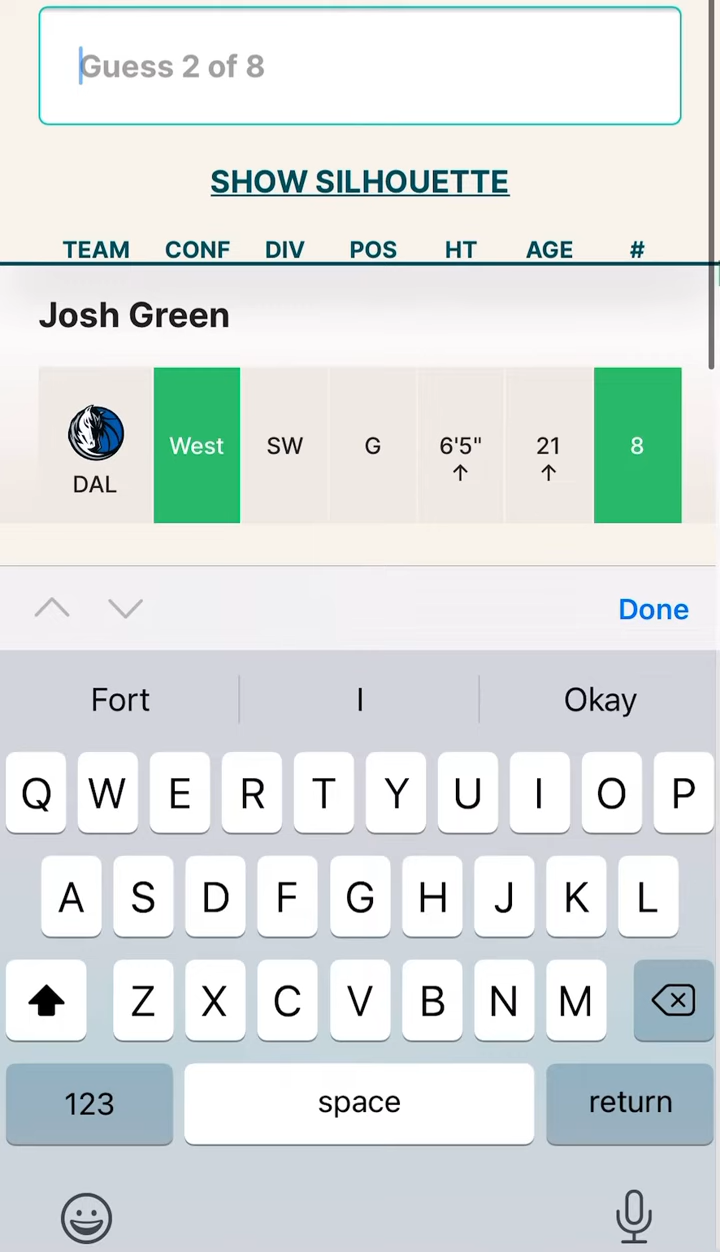 Guess 2 of 8
SHOW SILHOUETTE
TEAM CONF DIV POS HT AGE #
Josh Green
DAL West SW G 6'5" ↑ 21 ↑ 8
Done
Fort I Okay
Q W E R T Y U I O P
A S D F G H J K L
Z X C V B N M
123 space return